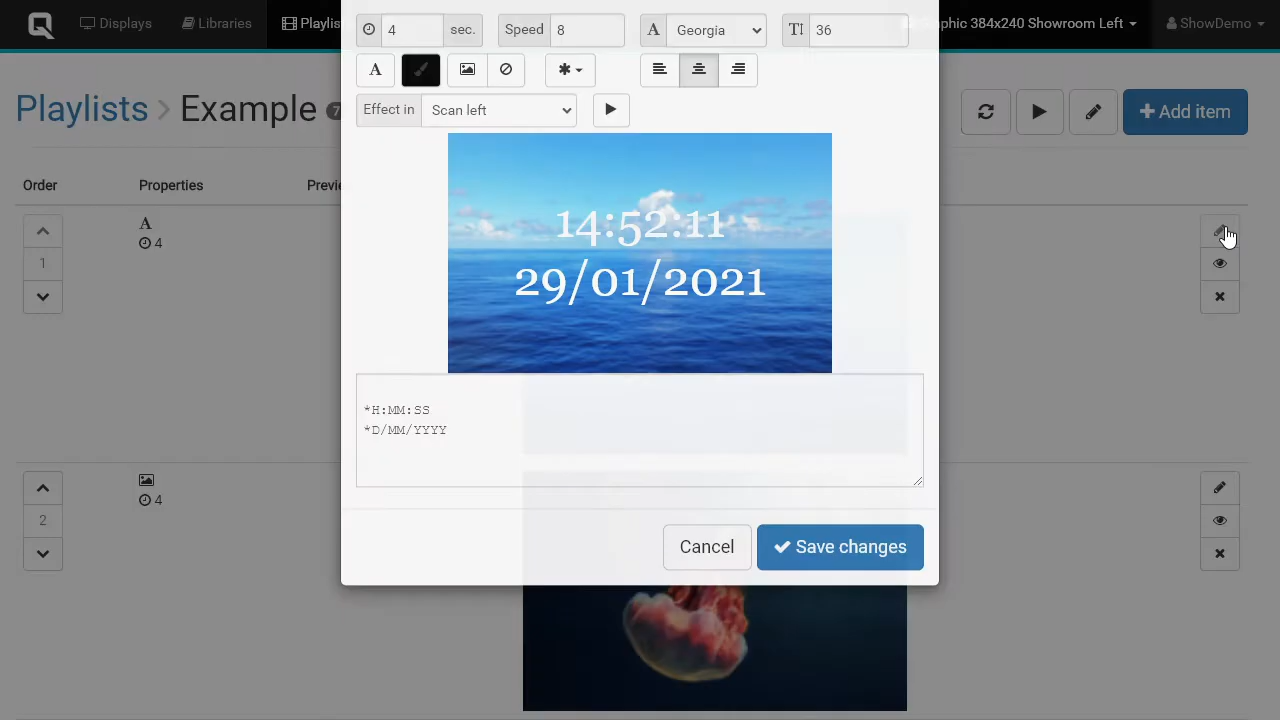 Displays Libraries Playlis Graphic 384x240 Showroom Left ShowDemo
4 sec. Speed 8 A Georgia 36
A
Effect in Scan left
Playlists > Example 7 Add item
Order Properties Previ
14:52:11
29/01/2021
A
4
1
*H:MM:SS
*D/MM/YYYY
4
2
Cancel Save changes